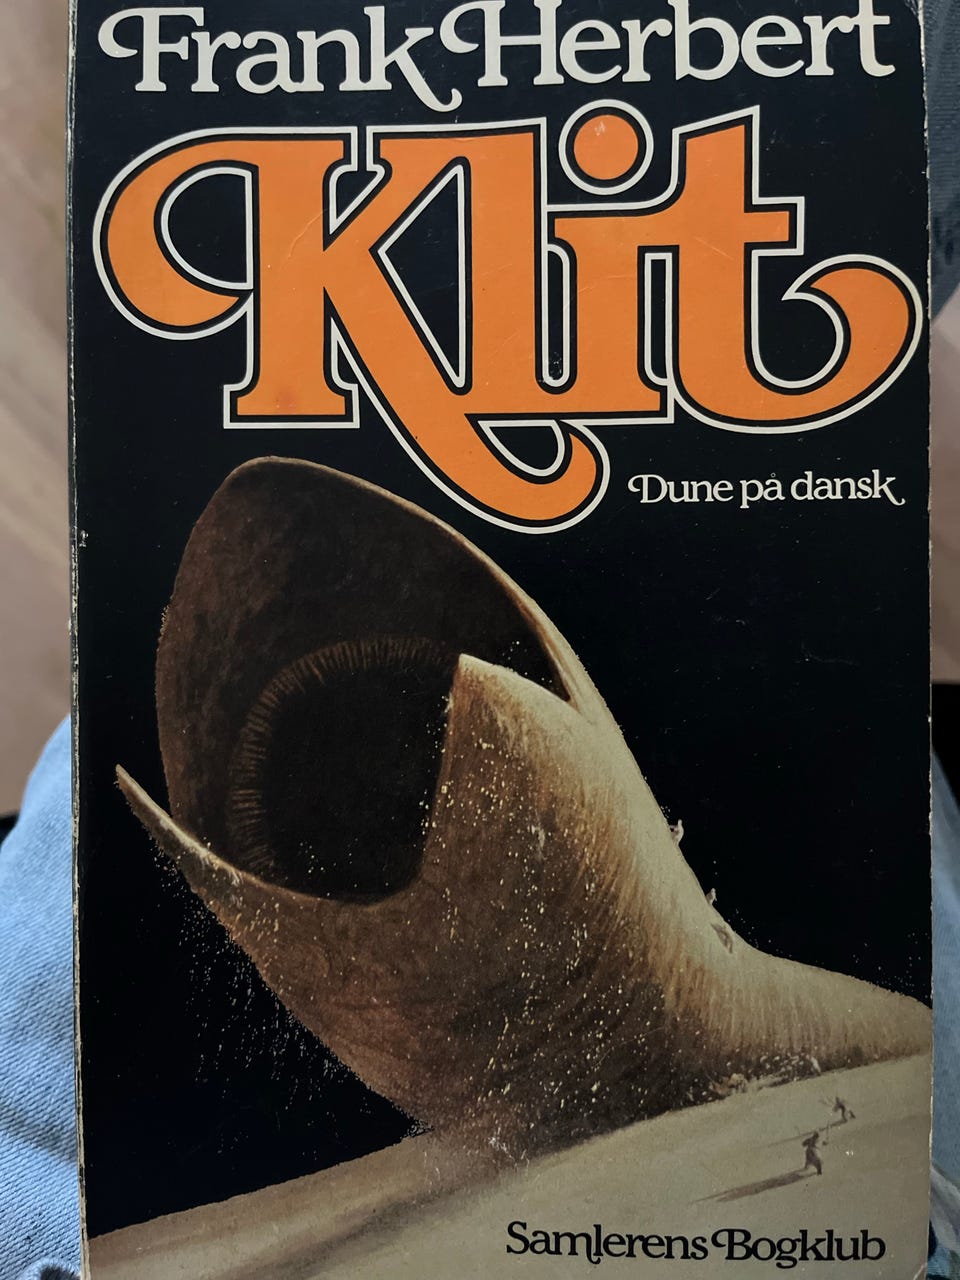 Frank Herbert
Klit
Dune på dansk
Samlerens Bogklub